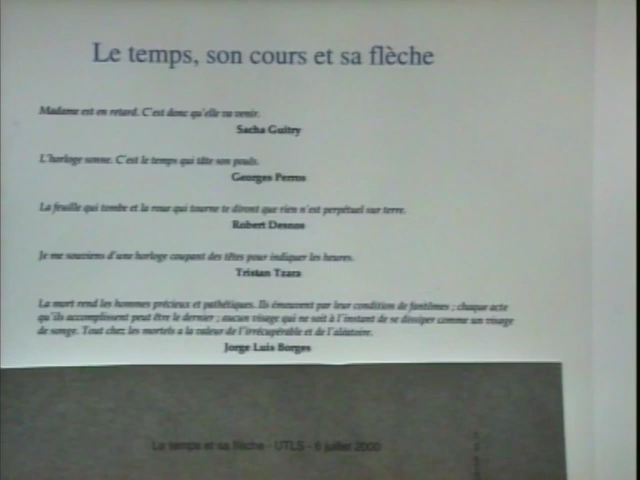 Le temps, son cours et sa flèche
Madame est en retard. C'est donc qu'elle va venir.
Sacha Guitry
L'horloge sonne. C'est le temps qui tâte son pouls.
Georges Perros
La feuille qui tombe et la roue qui tourne te diront que rien n'est perpétuel sur terre.
Robert Desnos
Je me souviens d'une horloge coupant des têtes pour indiquer les heures.
Tristan Tzara
La mort rend les hommes précieux et pathétiques. Ils émeuvent par leur condition de fantômes ; chaque acte
qu'ils accomplissent peut être le dernier ; aucun visage qui ne soit à l'instant de se dissiper comme un visage
de songe. Tout chez les mortels a la valeur de l'irrécupérable et de l'aléatoire.
Jorge Luis Borges
Le temps et sa flèche - UTLS - 6 juillet 2000